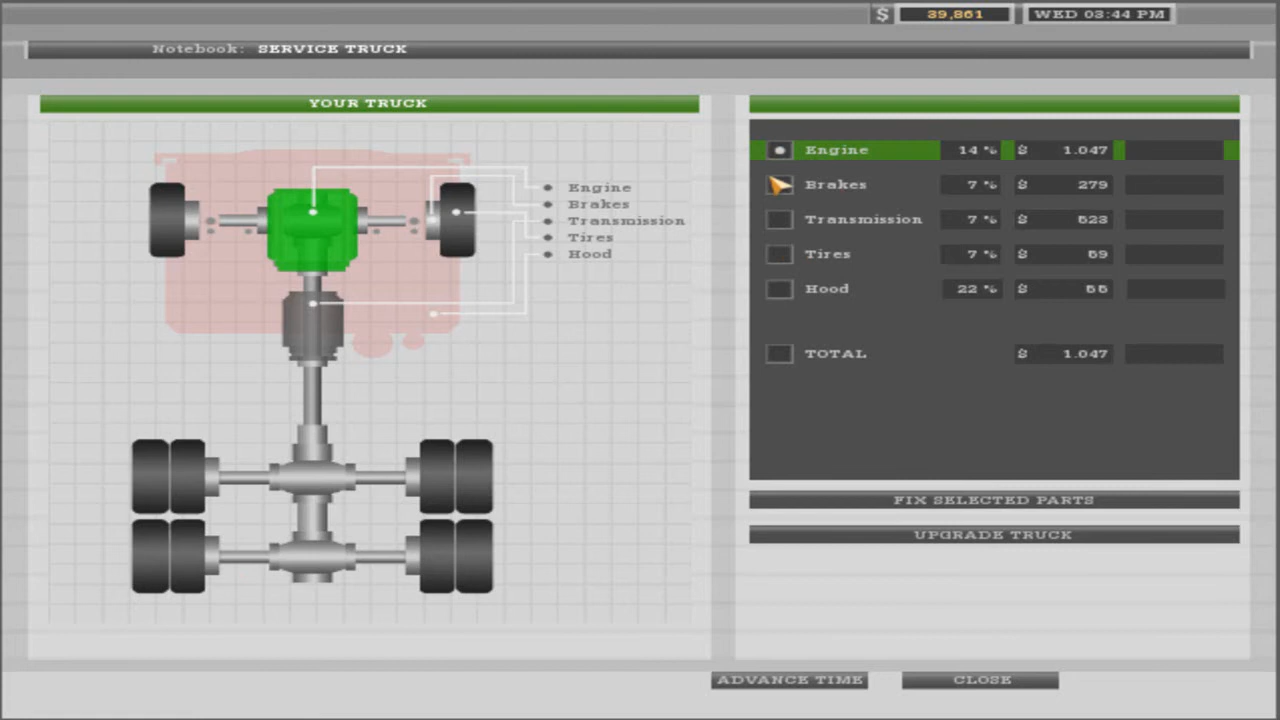 $ 39,861 WED 03:44 PM
Notebook: SERVICE TRUCK
YOUR TRUCK
Engine
Brakes
Transmission
Tires
Hood
Engine 14 % $ 1.047
Brakes 7 % $ 279
Transmission 7 % $ 523
Tires 7 % $ 59
Hood 22 % $ 55
TOTAL $ 1.047
FIX SELECTED PARTS
UPGRADE TRUCK
ADVANCE TIME CLOSE